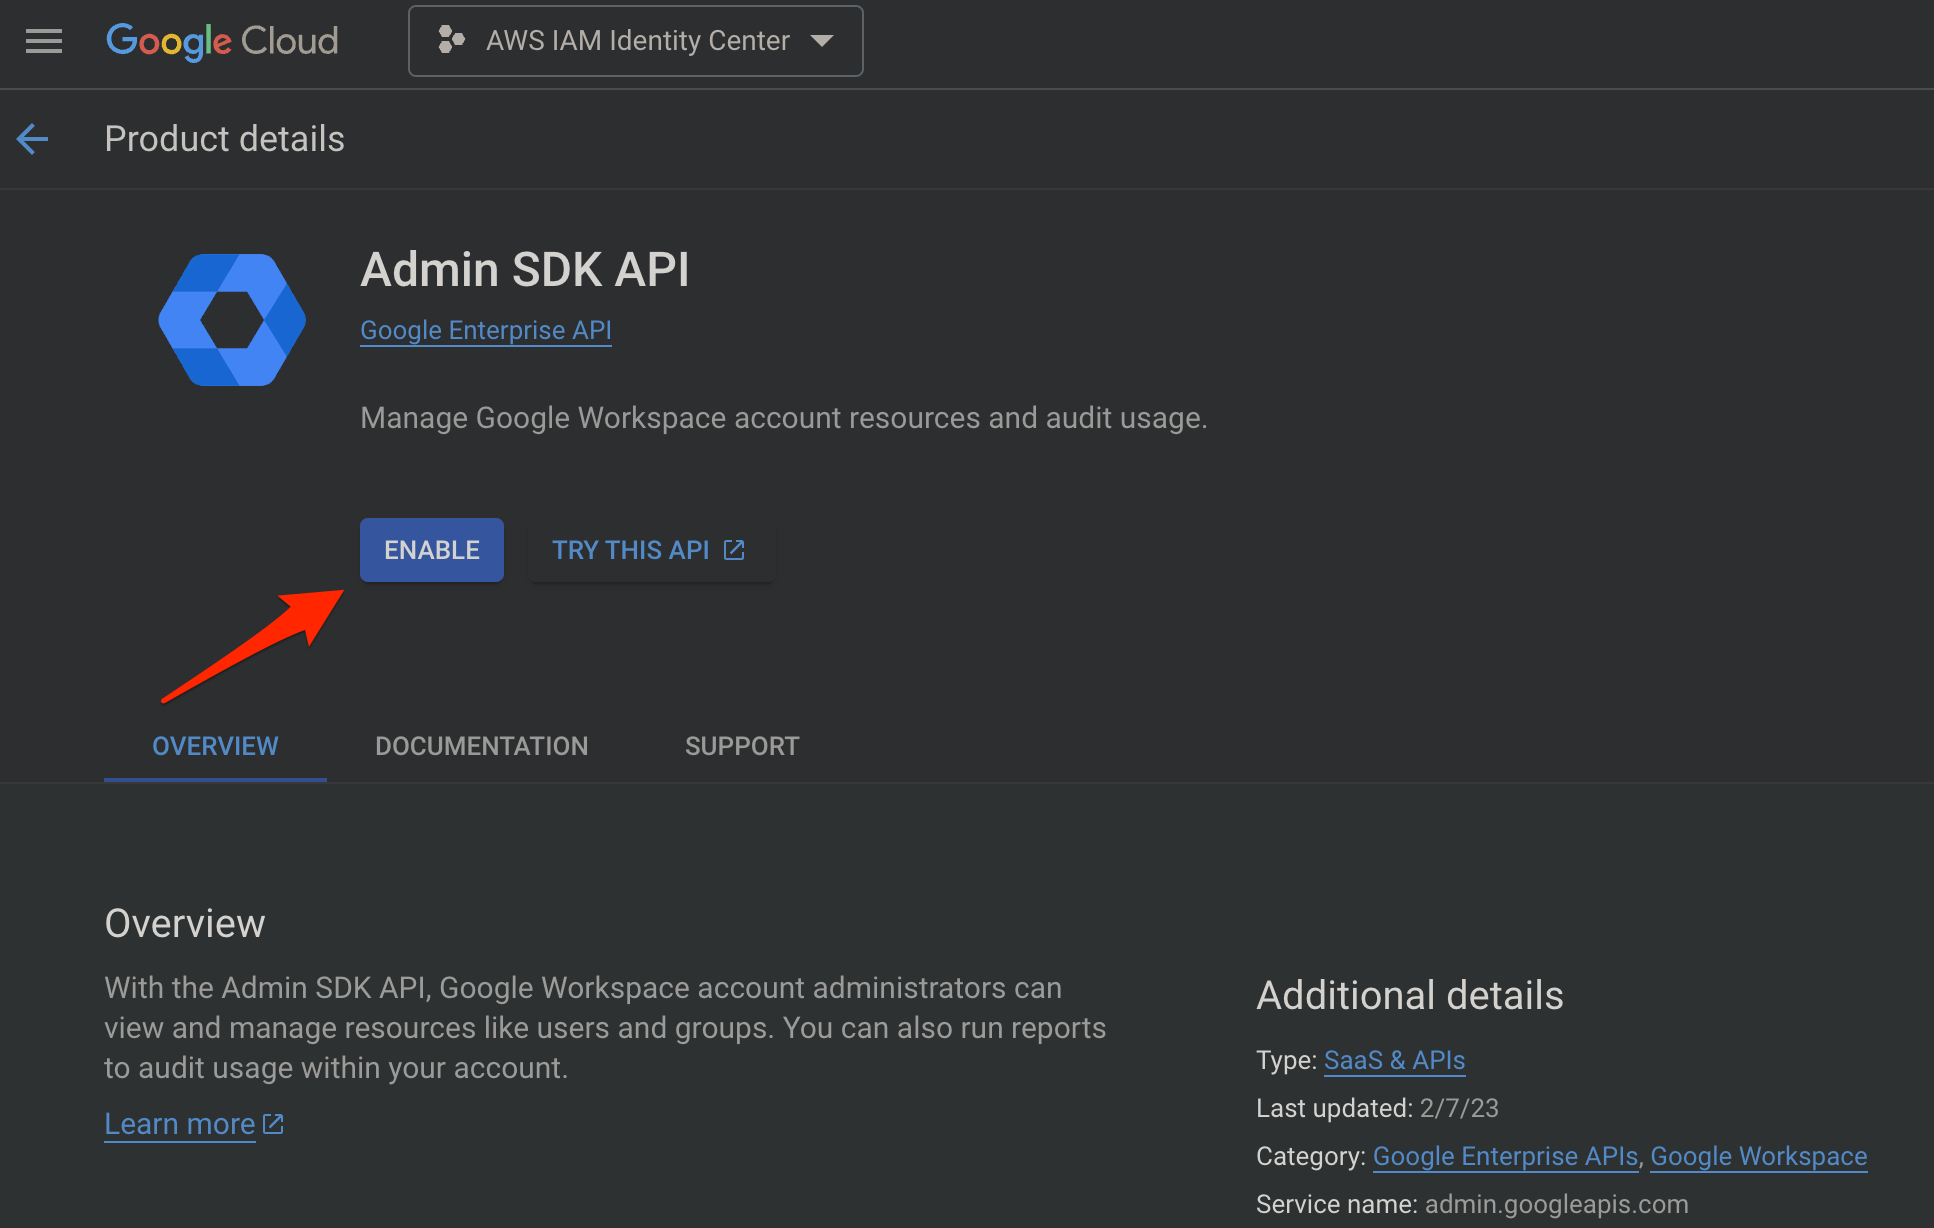 Google Cloud
AWS IAM Identity Center
Product details
Admin SDK API
Google Enterprise API
Manage Google Workspace account resources and audit usage.
ENABLE
TRY THIS API
OVERVIEW
DOCUMENTATION
SUPPORT
Overview
With the Admin SDK API, Google Workspace account administrators can
view and manage resources like users and groups. You can also run reports
to audit usage within your account.
Learn more
Additional details
Type: SaaS & APIs
Last updated: 2/7/23
Category: Google Enterprise APIs, Google Workspace
Service name: admin.googleapis.com